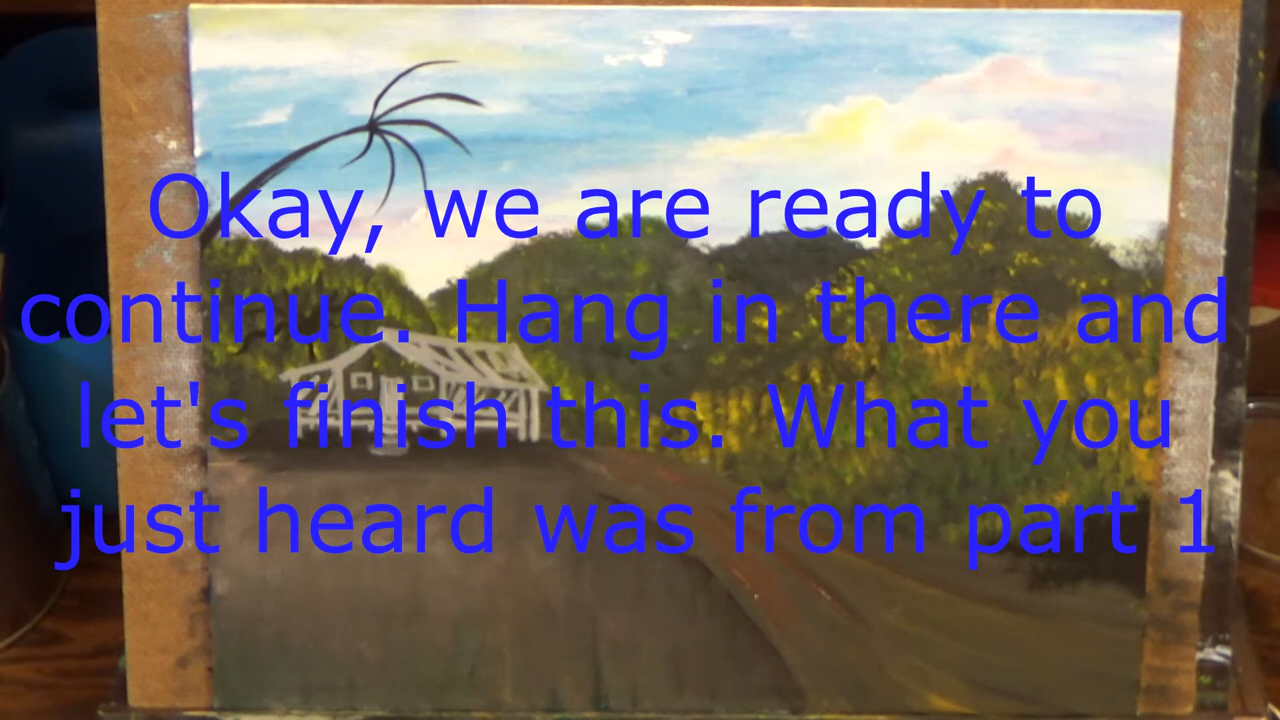 Okay, we are ready to
continue. Hang in there and
let's finish this. What you
just heard was from part 1